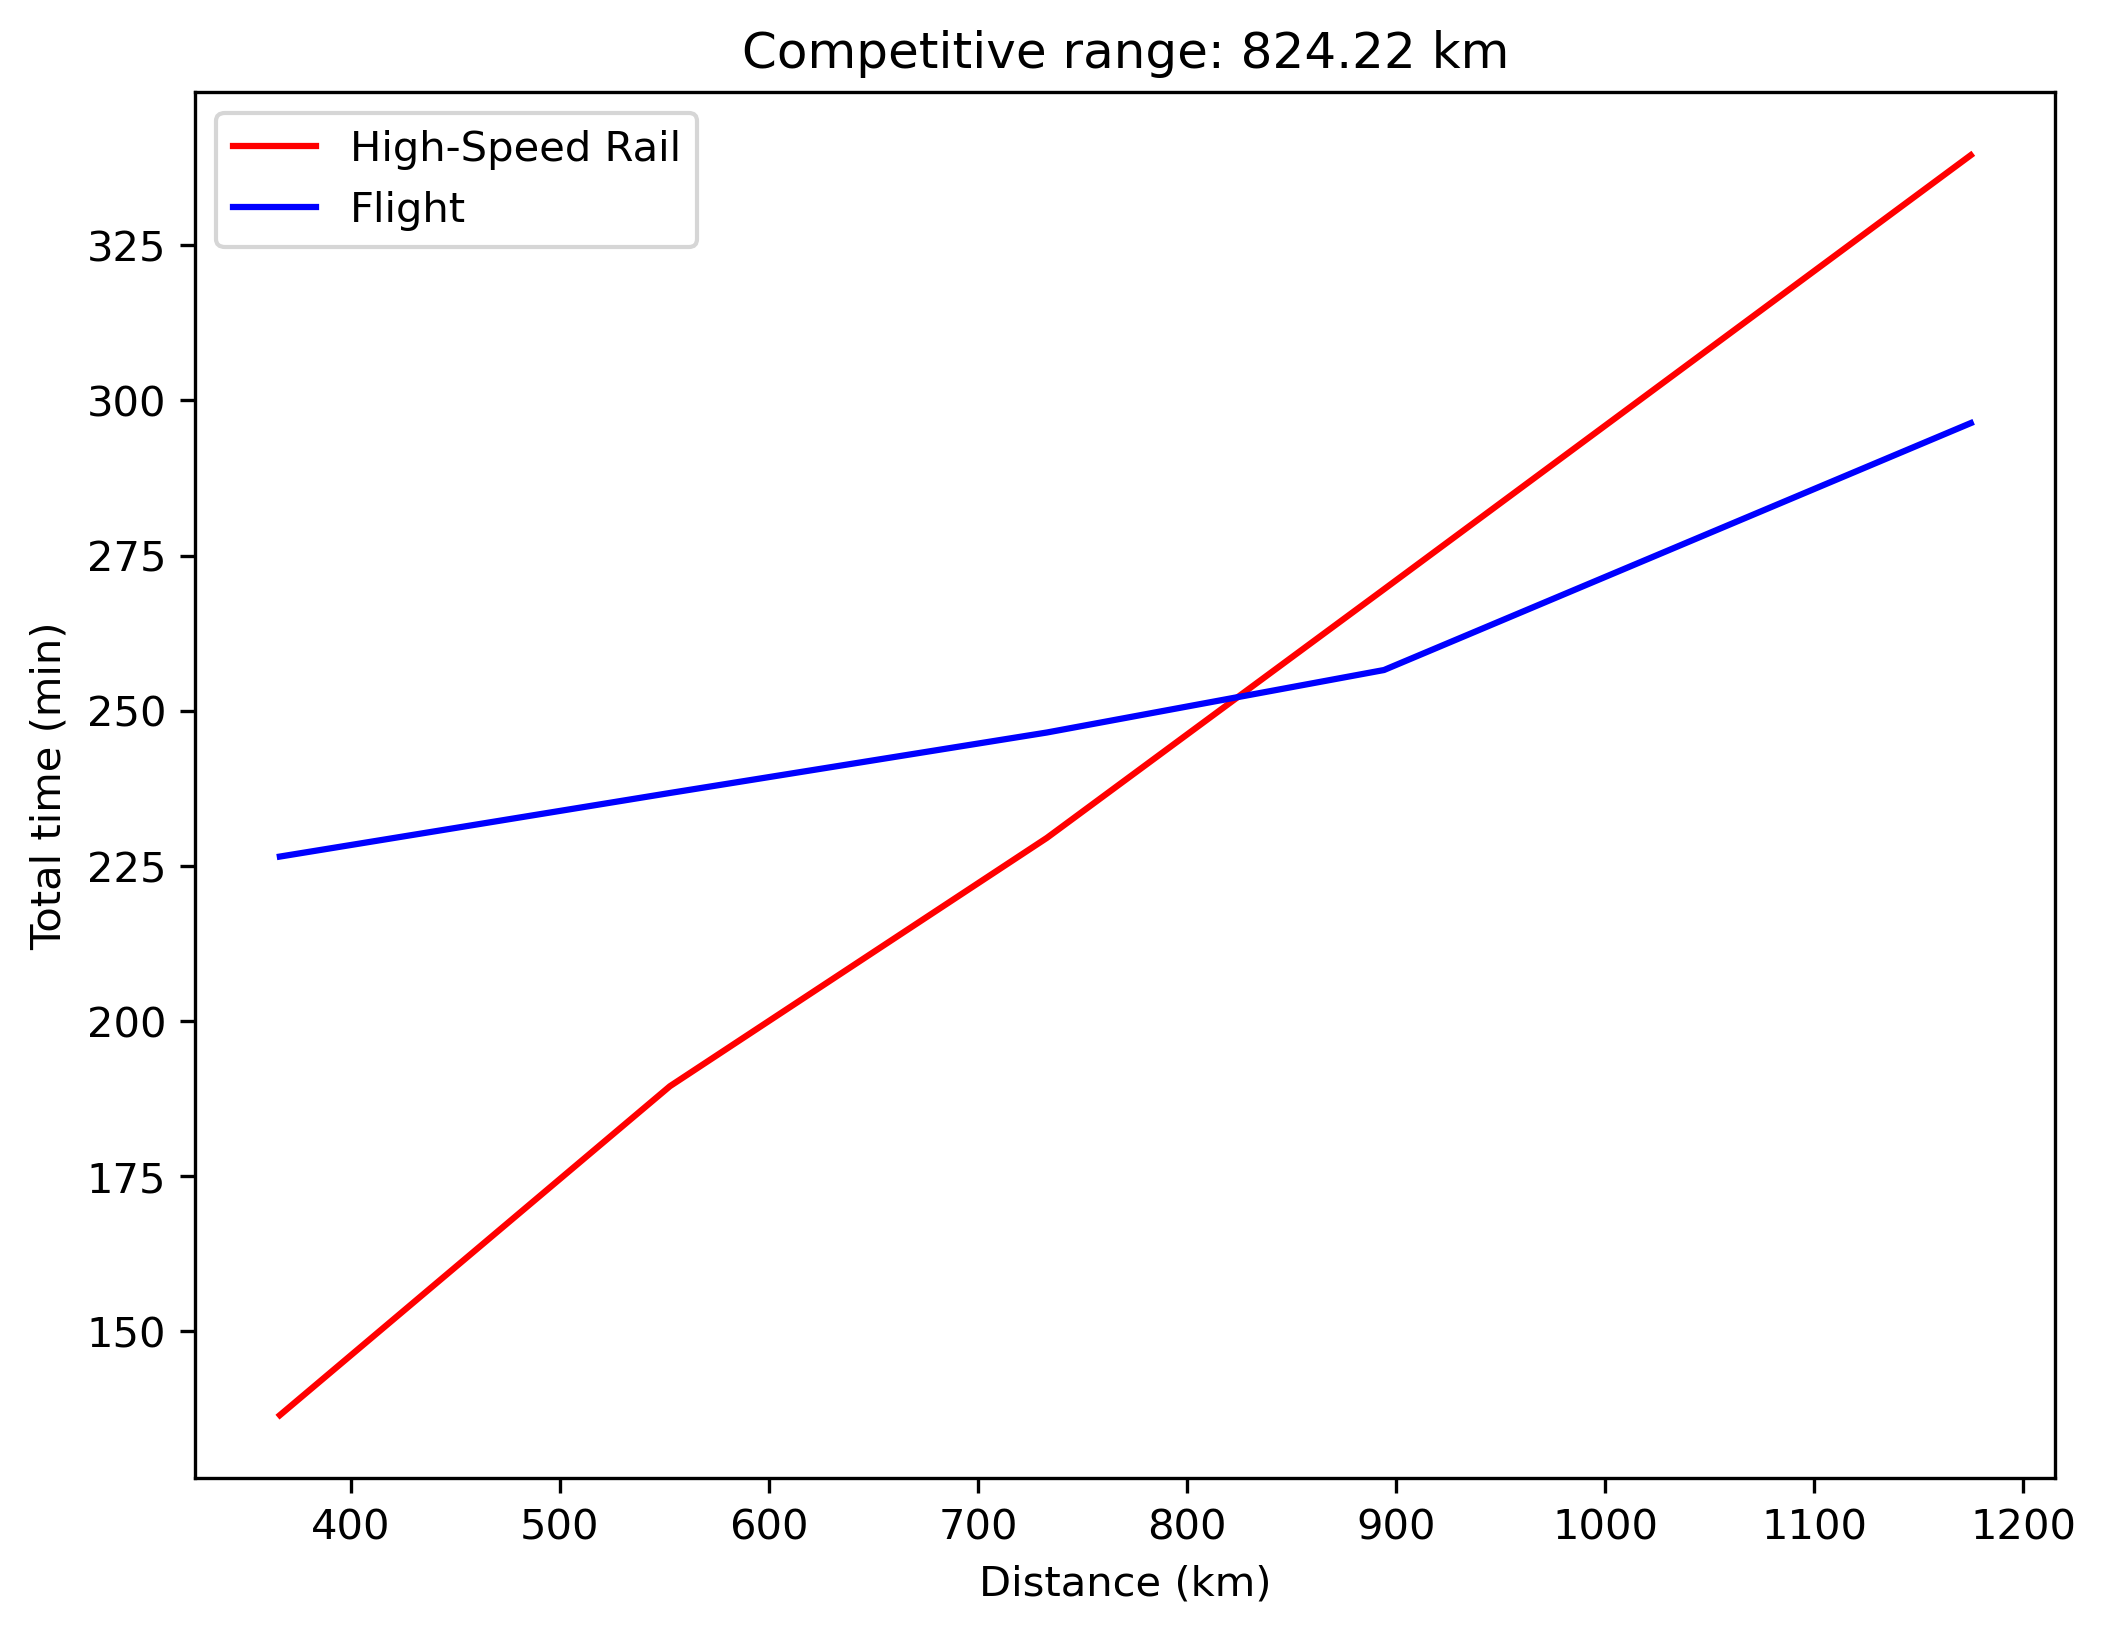 Competitive range: 824.22 km
High-Speed Rail
Flight
325
300
275
250
225
200
175
150
Total time (min)
400 500 600 700 800 900 1000 1100 1200
Distance (km)